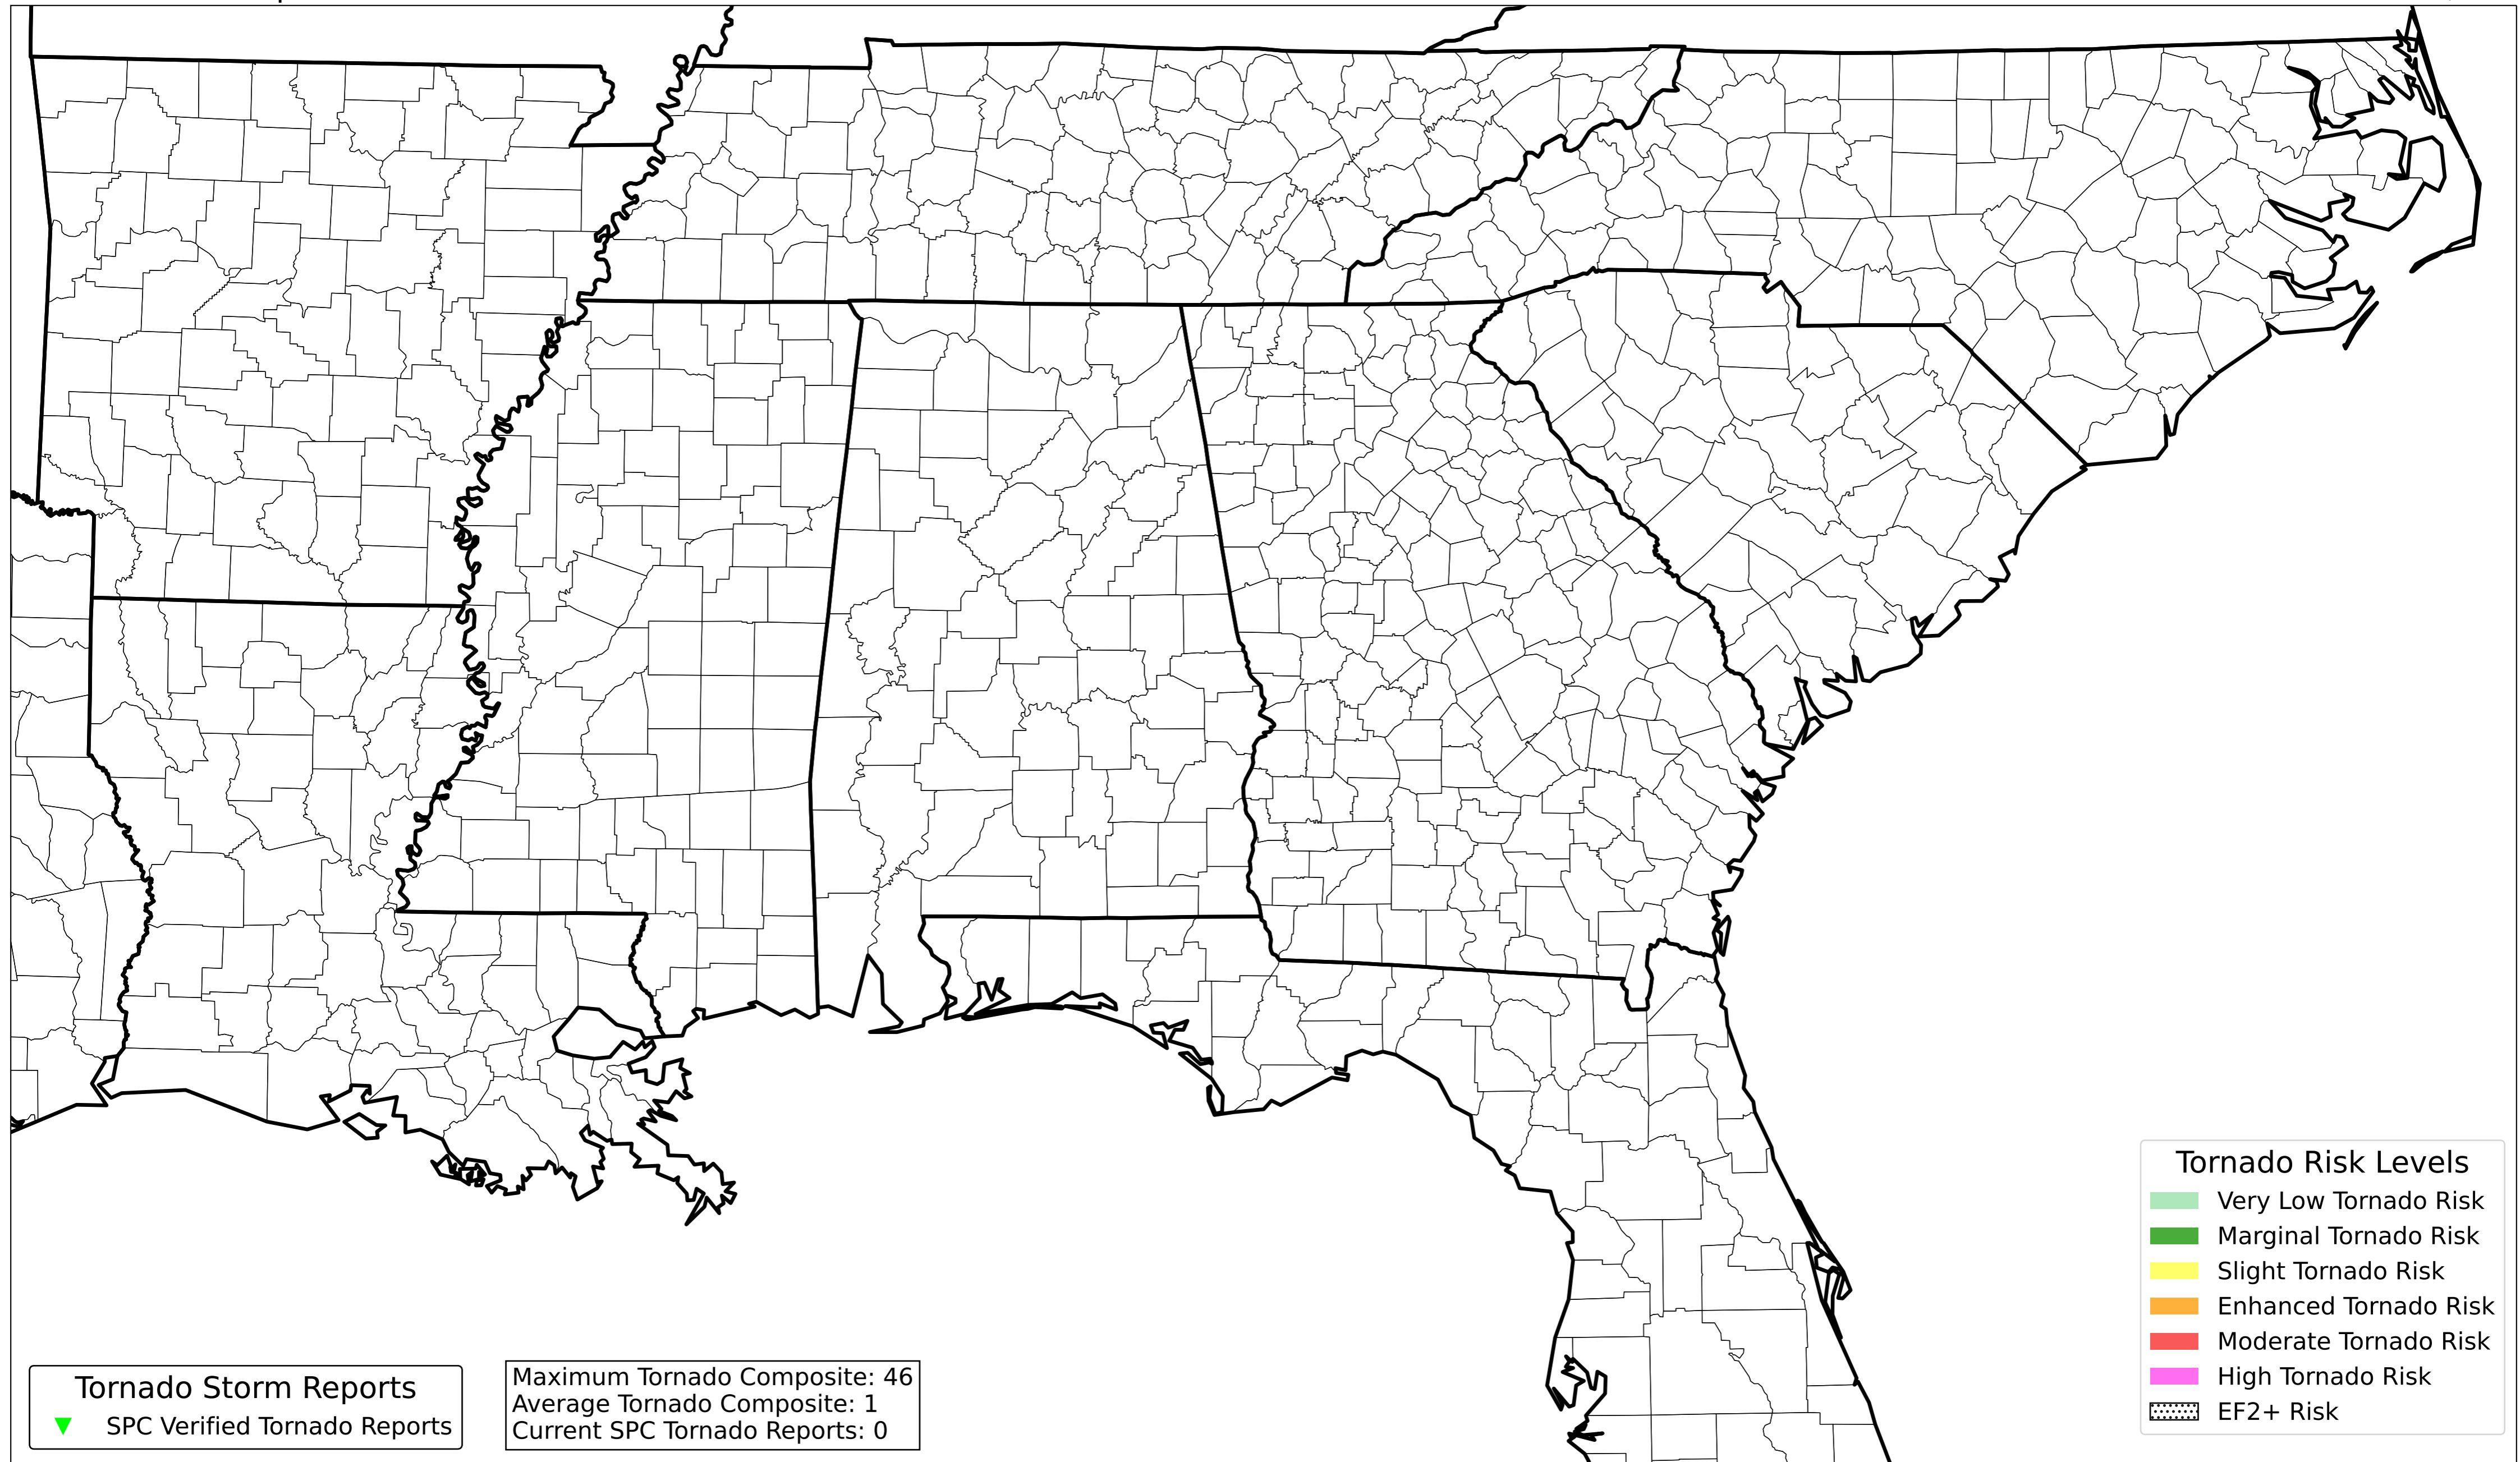 Tornado Risk Levels
Very Low Tornado Risk
Marginal Tornado Risk
Slight Tornado Risk
Enhanced Tornado Risk
Moderate Tornado Risk
High Tornado Risk
EF2+ Risk
Tornado Storm Reports
SPC Verified Tornado Reports
Maximum Tornado Composite: 46
Average Tornado Composite: 1
Current SPC Tornado Reports: 0